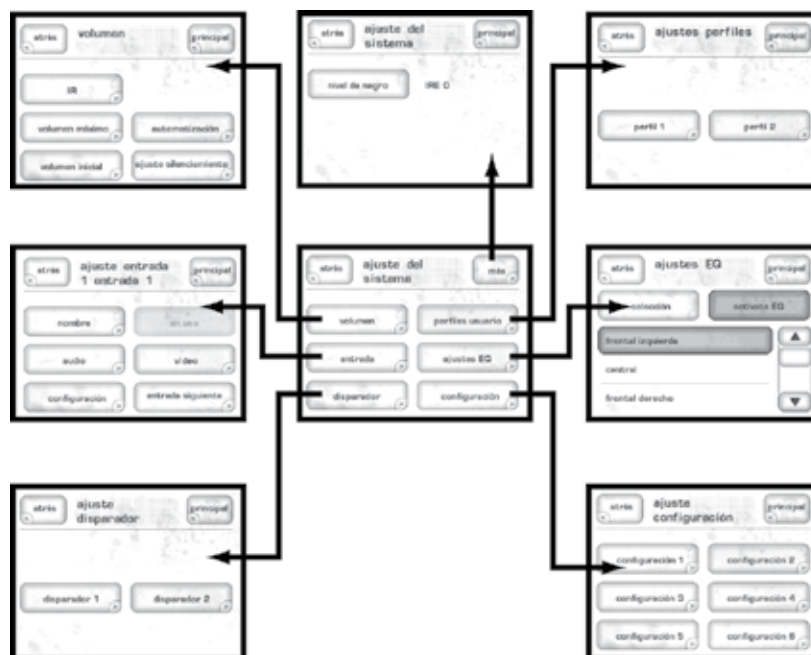 atrás
volumen
principal
IR
volumen máximo
automatización
volumen inicial
ajuste silenciamiento
atrás
ajuste del
sistema
principal
nivel de negro
IRE 0
atrás
ajustes perfiles
principal
perfil 1
perfil 2
atrás
ajuste entrada
1 entrada 1
principal
nombre
en uso
audio
vídeo
configuración
entrada siguiente
atrás
ajuste del
sistema
más
volumen
perfiles usuario
entrada
ajustes EQ
disparador
configuración
atrás
ajustes EQ
principal
selección
activate EQ
frontal izquierda
central
frontal derecho
atrás
ajuste
disparador
principal
disparador 1
disparador 2
atrás
ajuste
configuración
principal
configuración 1
configuración 2
configuración 3
configuración 4
configuración 5
configuración 6